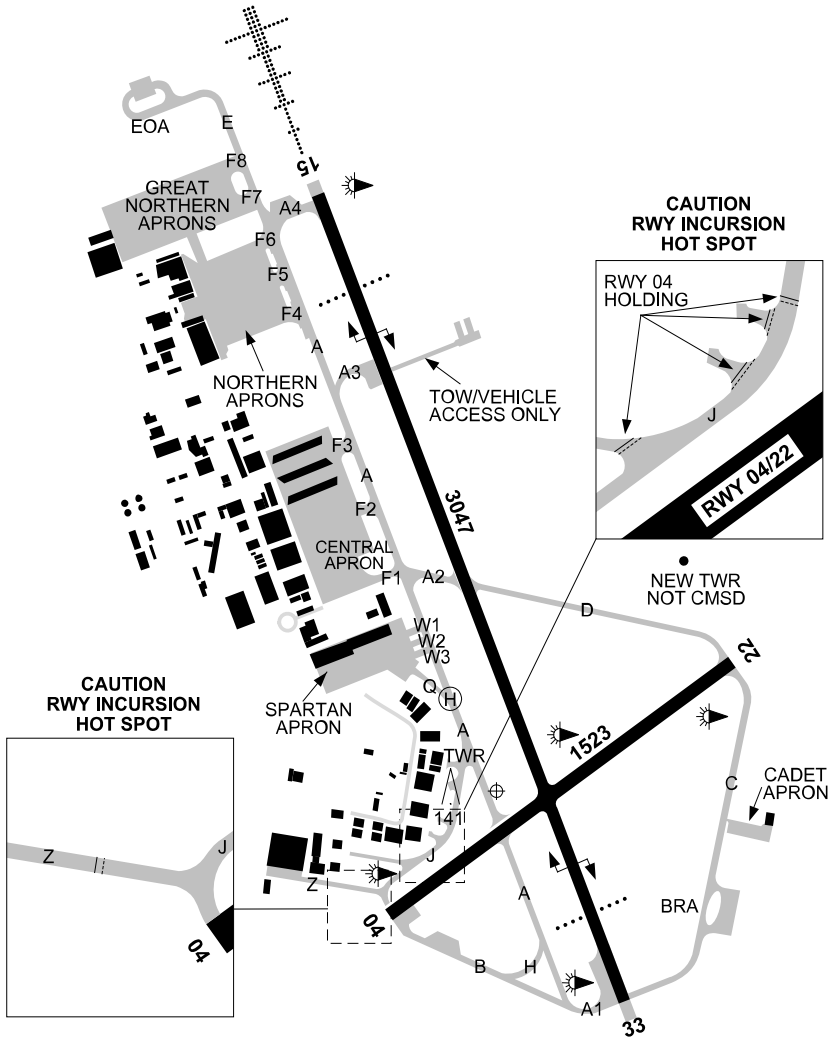 EOA
E
15
F8
GREAT
NORTHERN
APRONS
F7
A4
F6
F5
F4
A
A3
NORTHERN
APRONS
TOW/VEHICLE
ACCESS ONLY
CAUTION
RWY INCURSION
HOT SPOT
RWY 04
HOLDING
J
RWY 04/22
F3
A
F2
3047
CENTRAL
APRON
F1
A2
NEW TWR
NOT CMSD
D
W1
W2
W3
22
Q
H
SPARTAN
APRON
A
TWR
1523
C
CADET
APRON
141
J
Z
04
A
BRA
B
H
A1
33
CAUTION
RWY INCURSION
HOT SPOT
Z
J
04